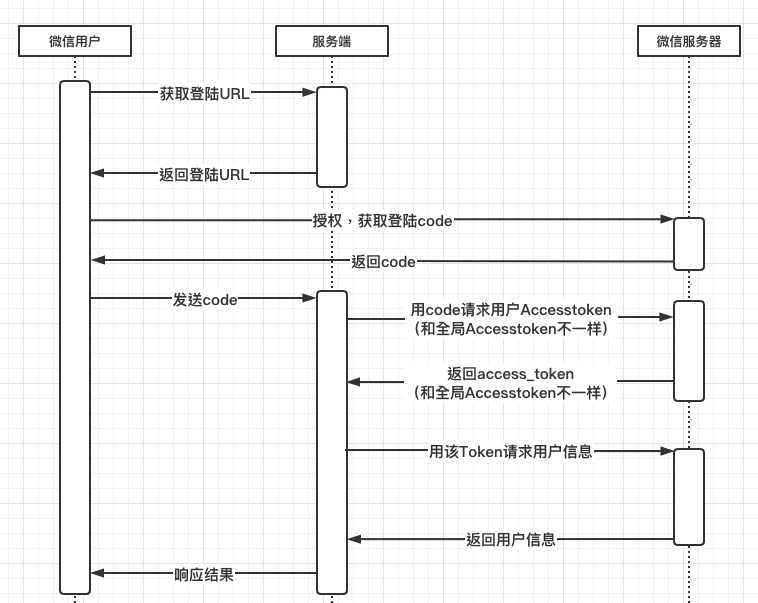 微信用户
服务端
微信服务器
获取登陆URL
返回登陆URL
授权，获取登陆code
返回code
发送code
用code请求用户Accesstoken
（和全局Accesstoken不一样）
返回access_token
（和全局Accesstoken不一样）
用该Token请求用户信息
返回用户信息
响应结果